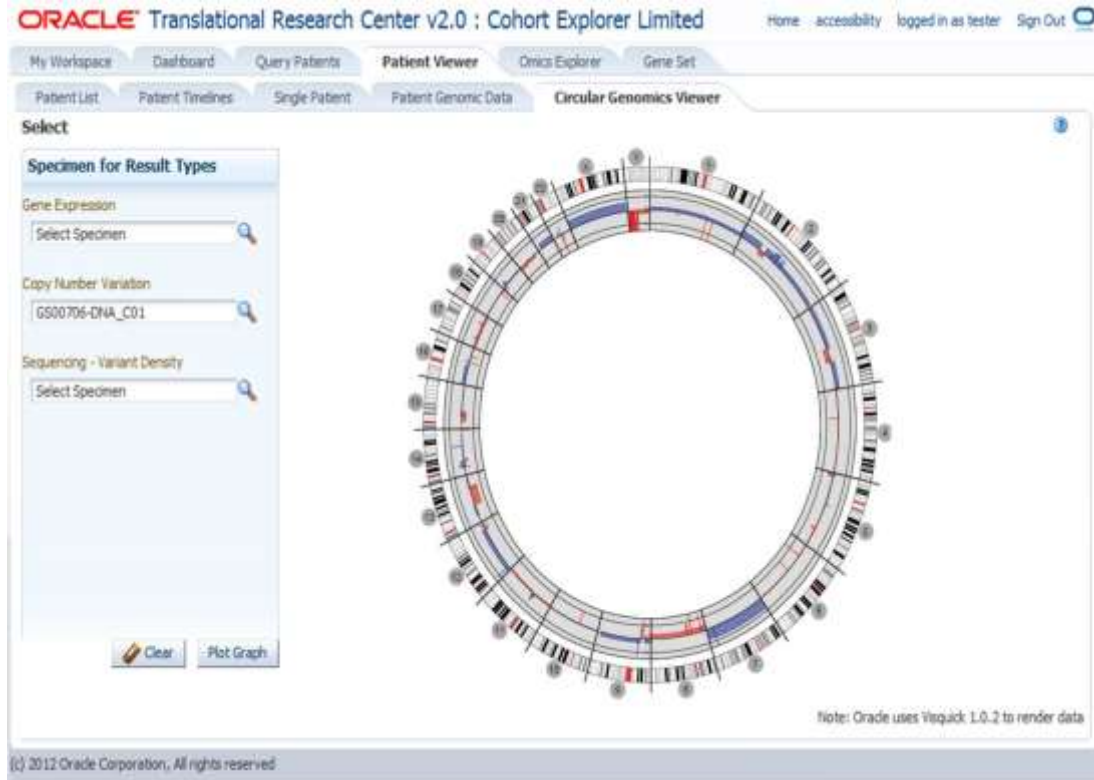 ORACLE Translational Research Center v2.0 : Cohort Explorer Limited
Home accessibility logged in as tester Sign Out
My Workspace Dashboard Query Patients Patient Viewer Omics Explorer Gene Set
Patient List Patient Timelines Single Patient Patient Genomic Data Circular Genomics Viewer
Select
Specimen for Result Types
Gene Expression
Select Specimen
Copy Number Variation
GS00706-DNA_C01
Sequencing - Variant Density
Select Specimen
Clear Plot Graph
Note: Oracle uses Visquick 1.0.2 to render data
(c) 2012 Oracle Corporation, All rights reserved